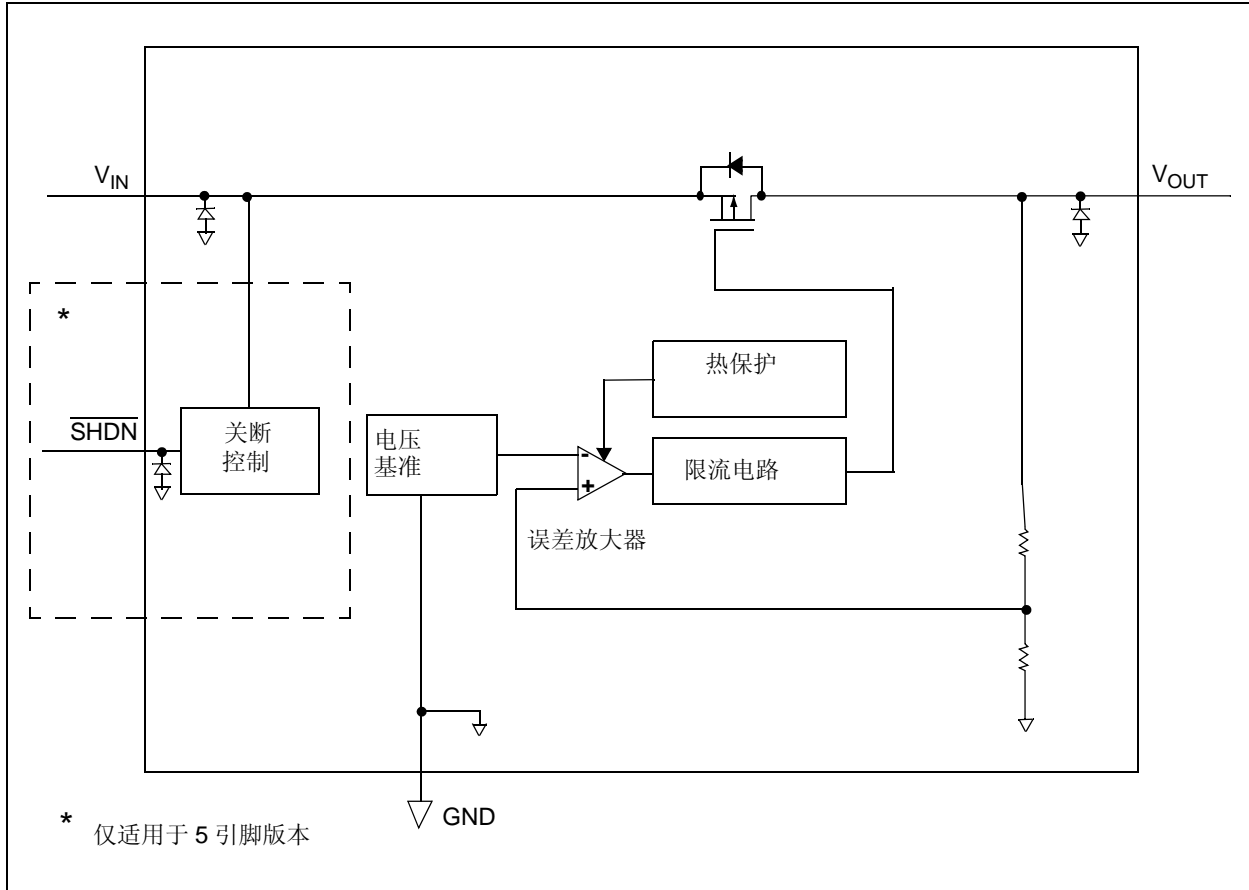 V_IN
V_OUT
*
热保护
SHDN
关断
控制
电压
基准
-
+
限流电路
误差放大器
GND
* 仅适用于 5 引脚版本